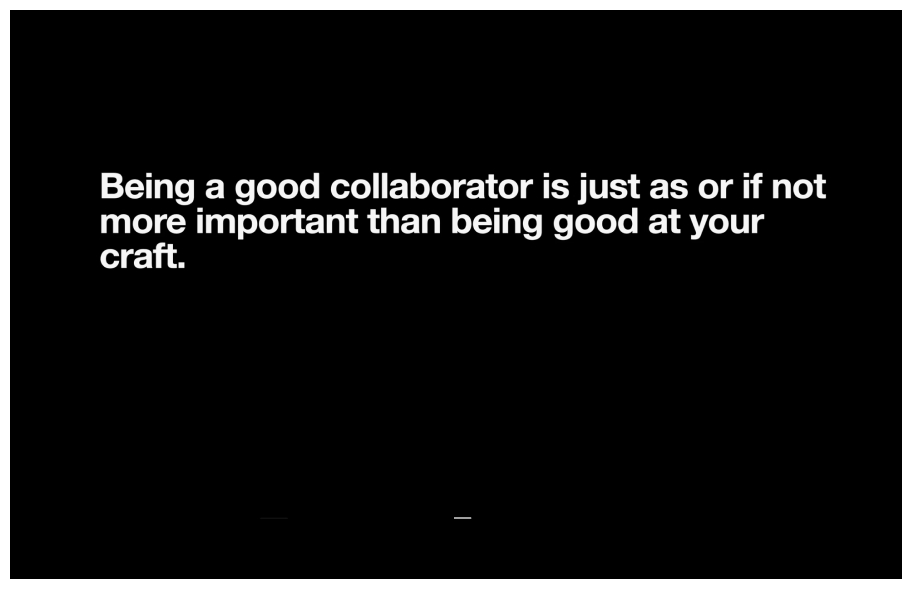 Being a good collaborator is just as or if not
more important than being good at your
craft.